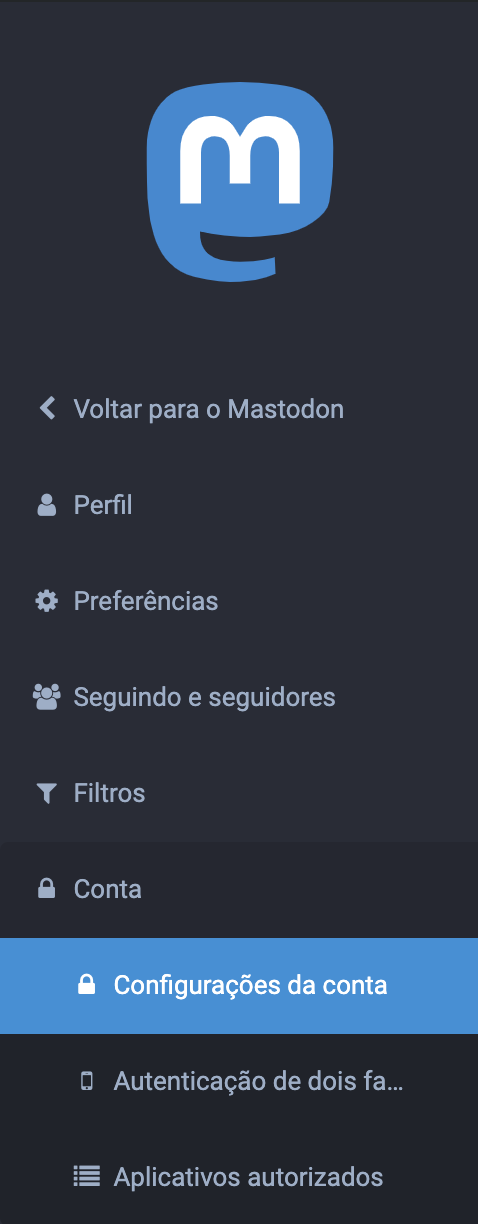 Voltar para o Mastodon
Perfil
Preferências
Seguindo e seguidores
Filtros
Conta
Configurações da conta
Autenticação de dois fa...
Aplicativos autorizados